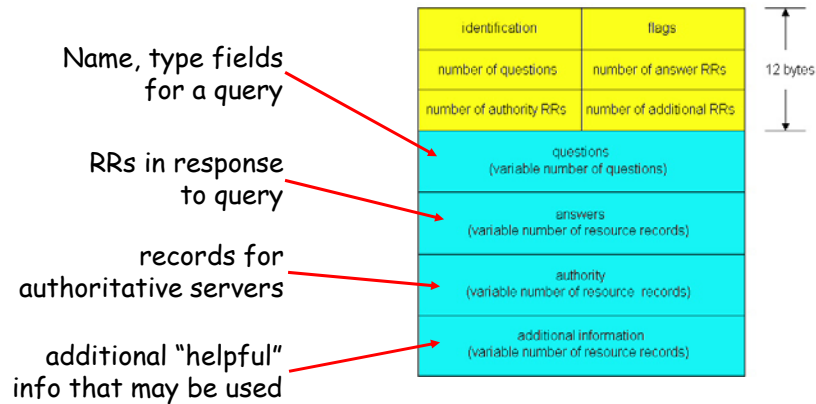 identification
flags
number of questions
number of answer RRs
number of authority RRs
number of additional RRs
12 bytes
Name, type fields
for a query
questions
(variable number of questions)
RRs in response
to query
answers
(variable number of resource records)
records for
authoritative servers
authority
(variable number of resource records)
additional “helpful”
info that may be used
additional information
(variable number of resource records)